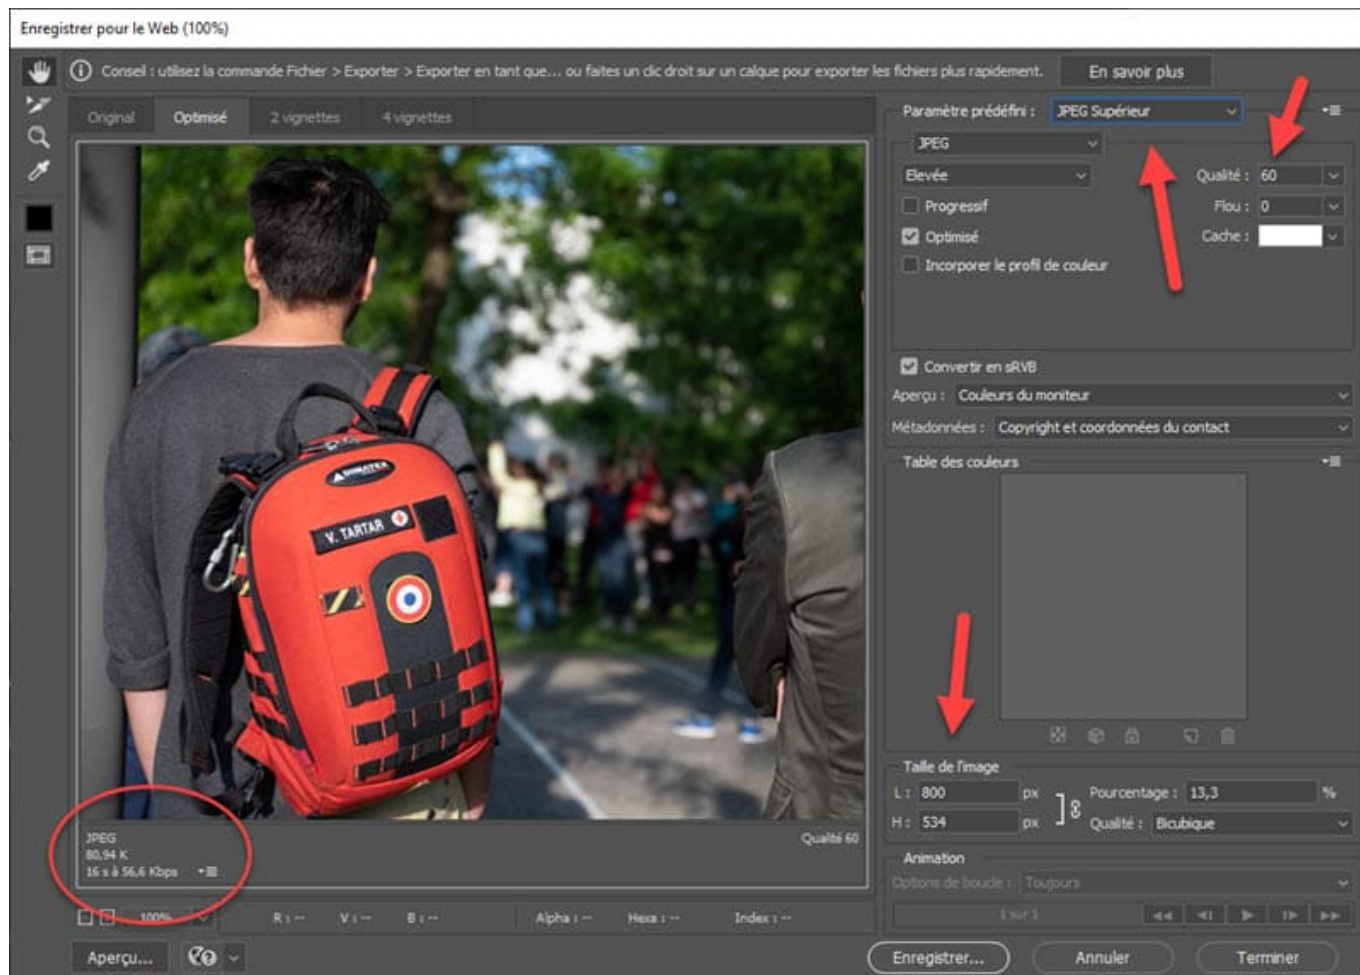 Enregistrer pour le Web (100%)
Conseil : utilisez la commande Fichier > Exporter > Exporter en tant que... ou faites un clic droit sur un calque pour exporter les fichiers plus rapidement.
En savoir plus
Original
Optimisé
2 vignettes
4 vignettes
Paramètre prédéfini : JPEG Supérieur
JPEG
Elevée
Qualité : 60
Progressif
Flou : 0
Optimisé
Cache :
Incorporer le profil de couleur
Convertir en sRVB
Aperçu : Couleurs du moniteur
Métadonnées : Copyright et coordonnées du contact
Table des couleurs
DIMATEX
V. TARTAR
Taille de l'image
L : 800 px
Pourcentage : 13,3 %
H : 534 px
Qualité : Bicubique
JPEG
80,94 K
16 s à 56,6 Kbps
Qualité 60
Animation
Options de boucle : Toujours
1 sur 1
100%
R : --
V : --
B : --
Alpha : --
Hexa : --
Index : --
Aperçu...
Enregistrer...
Annuler
Terminer